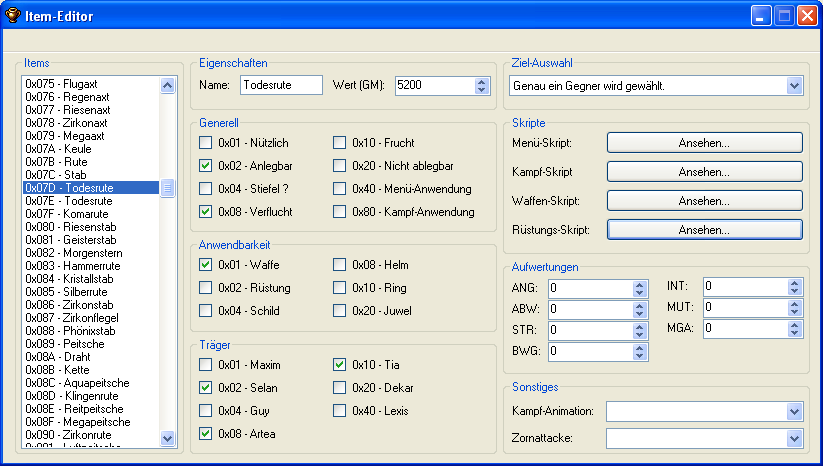 Item-Editor
Items
0x075 - Flugaxt
0x076 - Regenaxt
0x077 - Riesenaxt
0x078 - Zirkonaxt
0x079 - Megaaxt
0x07A - Keule
0x07B - Rute
0x07C - Stab
0x07D - Todesrute
0x07E - Todesrute
0x07F - Komarute
0x080 - Riesenstab
0x081 - Geisterstab
0x082 - Morgenstern
0x083 - Hammerrute
0x084 - Kristallstab
0x085 - Silberrute
0x086 - Zirkonstab
0x087 - Zirkonflegel
0x088 - Phönixstab
0x089 - Peitsche
0x08A - Draht
0x08B - Kette
0x08C - Aquapeitsche
0x08D - Klingenrute
0x08E - Reitpeitsche
0x08F - Megapeitsche
0x090 - Zirkonrute
0x091 - Luftpeitsche
Eigenschaften
Name: Todesrute Wert (GM): 5200
Generell
0x01 - Nützlich 0x10 - Frucht
0x02 - Anlegbar 0x20 - Nicht ablegbar
0x04 - Stiefel ? 0x40 - Menü-Anwendung
0x08 - Verflucht 0x80 - Kampf-Anwendung
Anwendbarkeit
0x01 - Waffe 0x08 - Helm
0x02 - Rüstung 0x10 - Ring
0x04 - Schild 0x20 - Juwel
Träger
0x01 - Maxim 0x10 - Tia
0x02 - Selan 0x20 - Dekar
0x04 - Guy 0x40 - Lexis
0x08 - Artea
Ziel-Auswahl
Genau ein Gegner wird gewählt.
Skripte
Menü-Skript: Ansehen...
Kampf-Skript Ansehen...
Waffen-Skript: Ansehen...
Rüstungs-Skript: Ansehen...
Aufwertungen
ANG: 0 INT: 0
ABW: 0 MUT: 0
STR: 0 MGA: 0
BWG: 0
Sonstiges
Kampf-Animation:
Zornattacke: